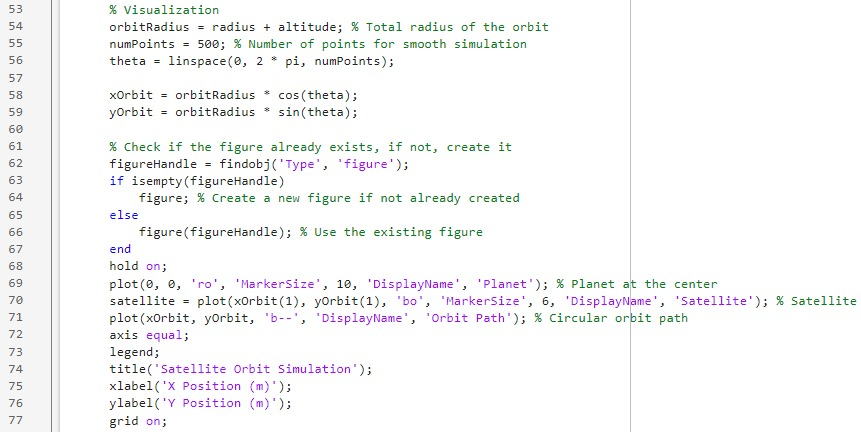 53 % Visualization
54 orbitRadius = radius + altitude; % Total radius of the orbit
55 numPoints = 500; % Number of points for smooth simulation
56 theta = linspace(0, 2 * pi, numPoints);
57
58 xOrbit = orbitRadius * cos(theta);
59 yOrbit = orbitRadius * sin(theta);
60
61 % Check if the figure already exists, if not, create it
62 figureHandle = findobj('Type', 'figure');
63 if isempty(figureHandle)
64 figure; % Create a new figure if not already created
65 else
66 figure(figureHandle); % Use the existing figure
67 end
68 hold on;
69 plot(0, 0, 'ro', 'MarkerSize', 10, 'DisplayName', 'Planet'); % Planet at the center
70 satellite = plot(xOrbit(1), yOrbit(1), 'bo', 'MarkerSize', 6, 'DisplayName', 'Satellite'); % Satellite
71 plot(xOrbit, yOrbit, 'b--', 'DisplayName', 'Orbit Path'); % Circular orbit path
72 axis equal;
73 legend;
74 title('Satellite Orbit Simulation');
75 xlabel('X Position (m)');
76 ylabel('Y Position (m)');
77 grid on;